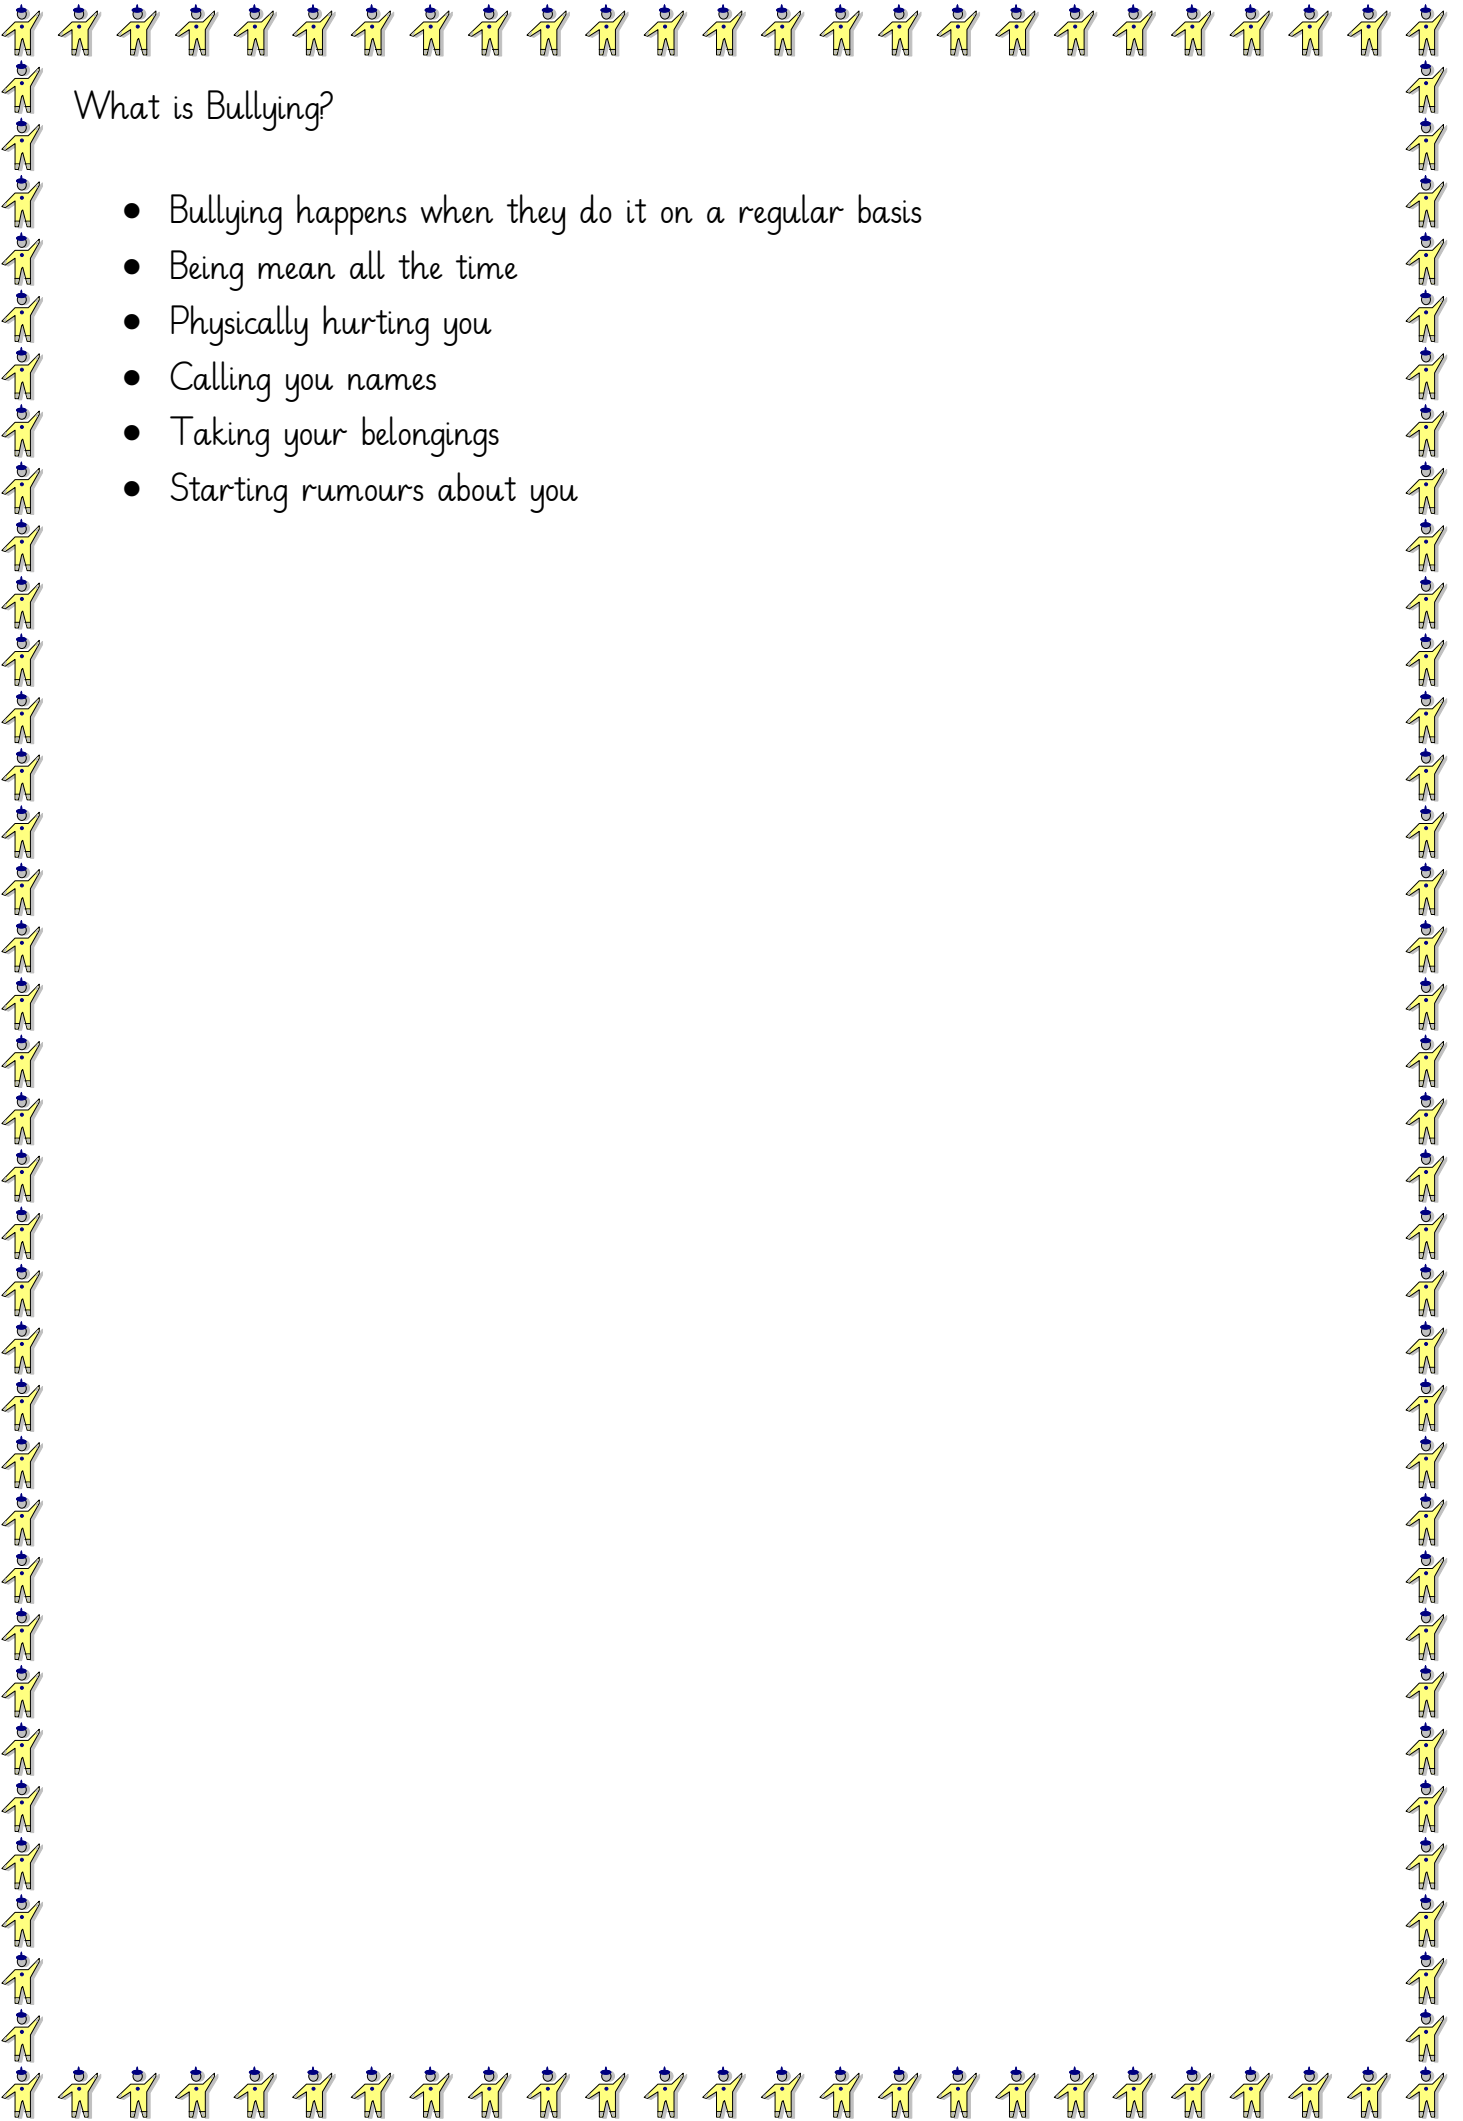 What is Bullying?
● Bullying happens when they do it on a regular basis
● Being mean all the time
● Physically hurting you
● Calling you names
● Taking your belongings
● Starting rumours about you